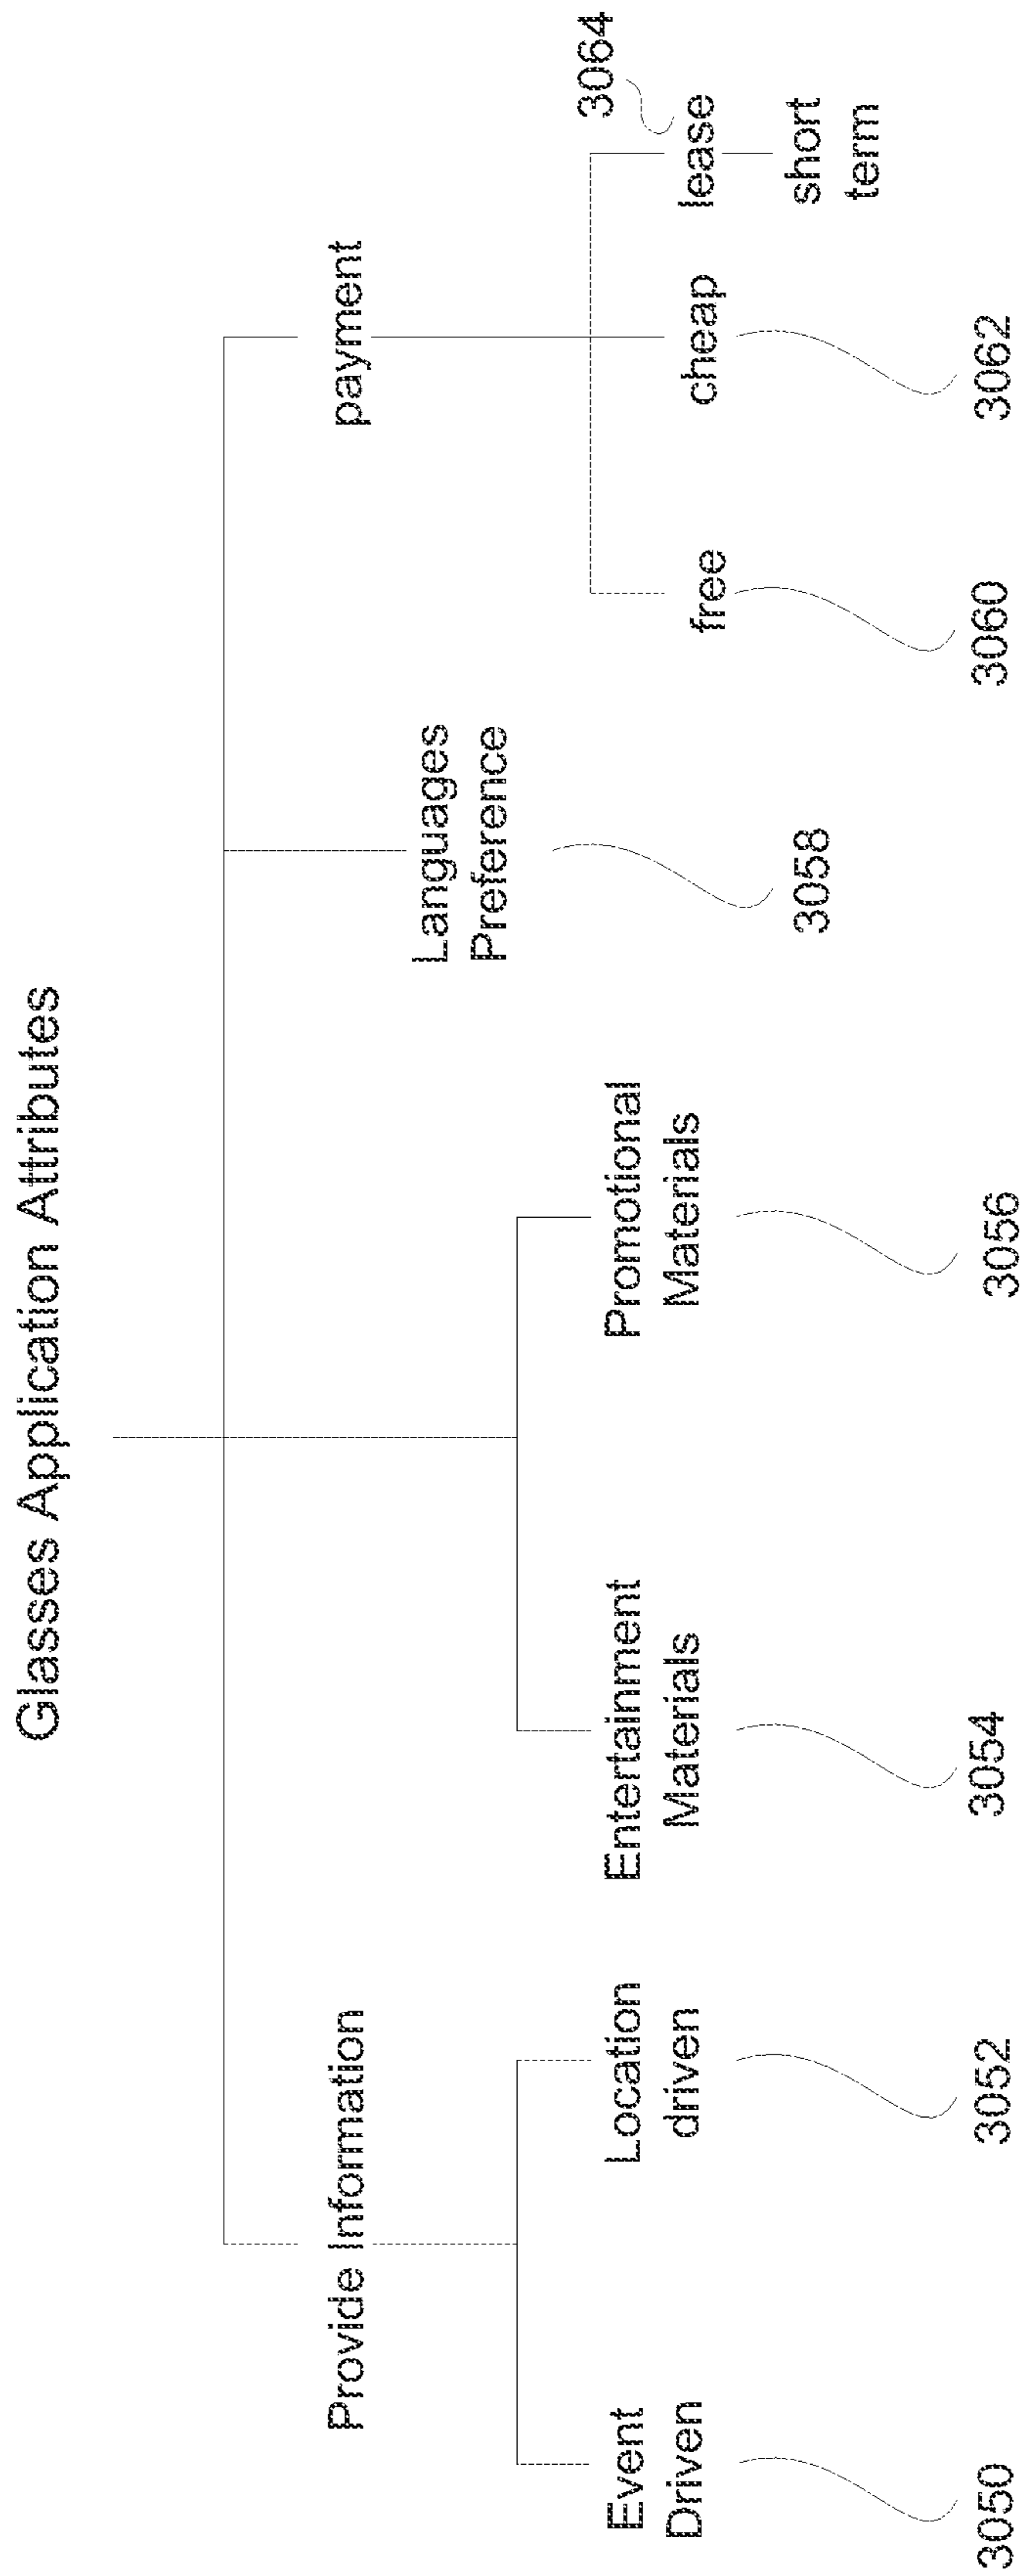 Glasses Application Attributes
Provide Information
payment
Languages
Preference
Event
Driven
Location
driven
Entertainment
Materials
Promotional
Materials
free
cheap
lease
short
term
3064
3058
3050
3052
3054
3056
3060
3062